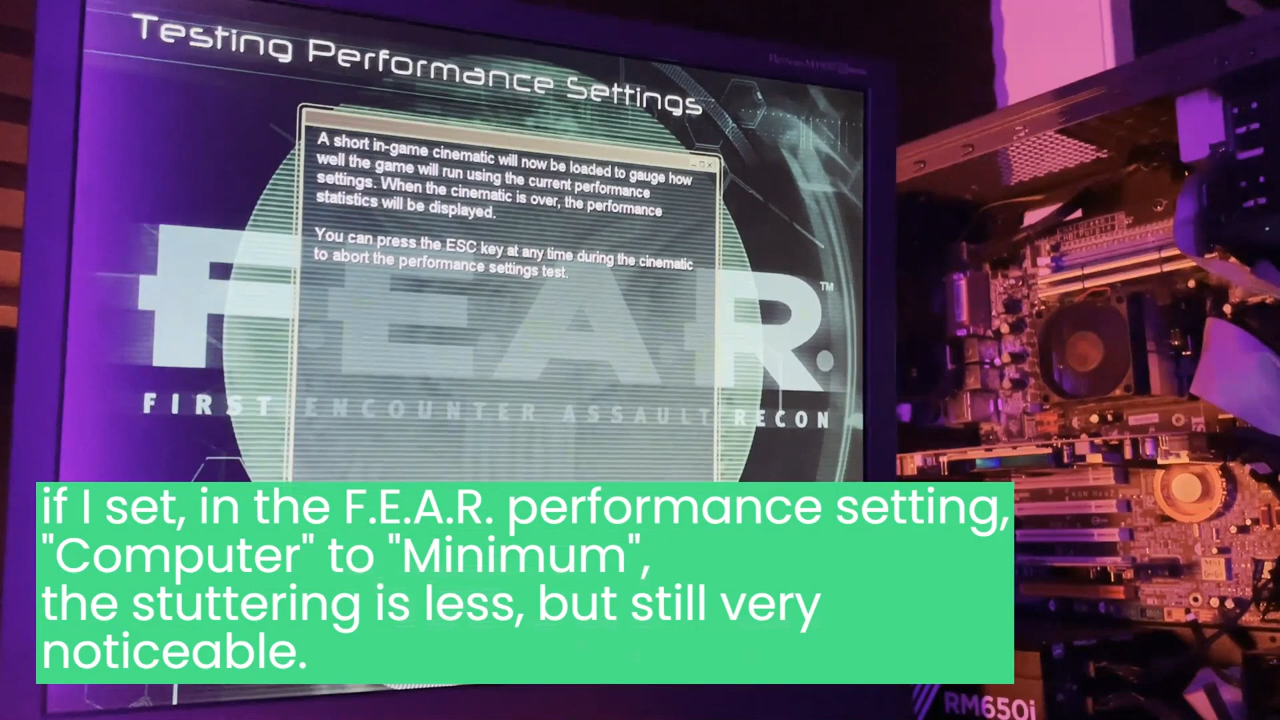 Testing Performance Settings
A short in-game cinematic will now be loaded to gauge how
well the game will run using the current performance
settings. When the cinematic is over, the performance
statistics will be displayed.
You can press the ESC key at any time during the cinematic
to abort the performance settings test.
F.E.A.R.™
FIRST ENCOUNTER ASSAULT RECON
if I set, in the F.E.A.R. performance setting,
"Computer" to "Minimum",
the stuttering is less, but still very
noticeable.
RM650i